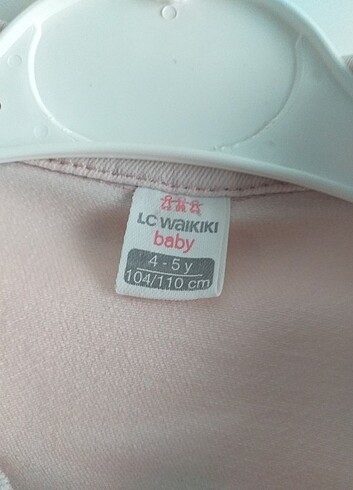 LC WAIKIKI
baby
4 - 5 y
104/110 cm